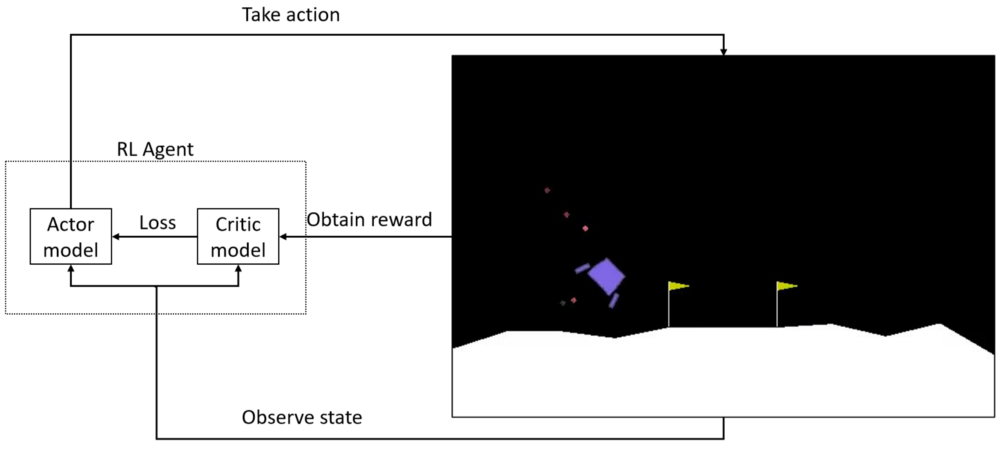 Take action
RL Agent
Actor
model
Loss
Critic
model
Obtain reward
Observe state